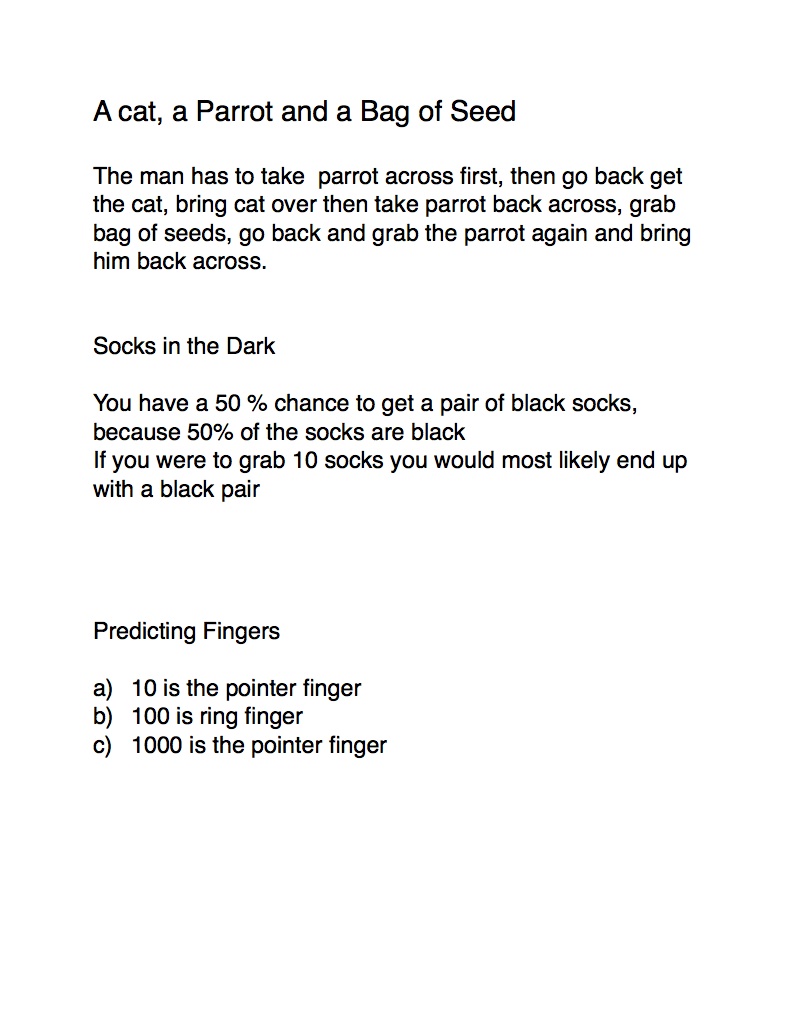 A cat, a Parrot and a Bag of Seed
The man has to take  parrot across first, then go back get
the cat, bring cat over then take parrot back across, grab
bag of seeds, go back and grab the parrot again and bring
him back across.
Socks in the Dark
You have a 50 % chance to get a pair of black socks,
because 50% of the socks are black
If you were to grab 10 socks you would most likely end up
with a black pair
Predicting Fingers
a) 10 is the pointer finger
b) 100 is ring finger
c) 1000 is the pointer finger